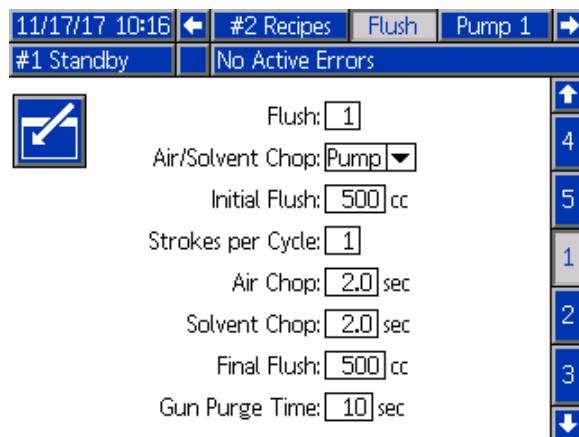 11/17/17 10:16 #2 Recipes Flush Pump 1
#1 Standby No Active Errors
Flush: 1
Air/Solvent Chop: Pump
Initial Flush: 500 cc
Strokes per Cycle: 1
Air Chop: 2.0 sec
Solvent Chop: 2.0 sec
Final Flush: 500 cc
Gun Purge Time: 10 sec
4
5
1
2
3